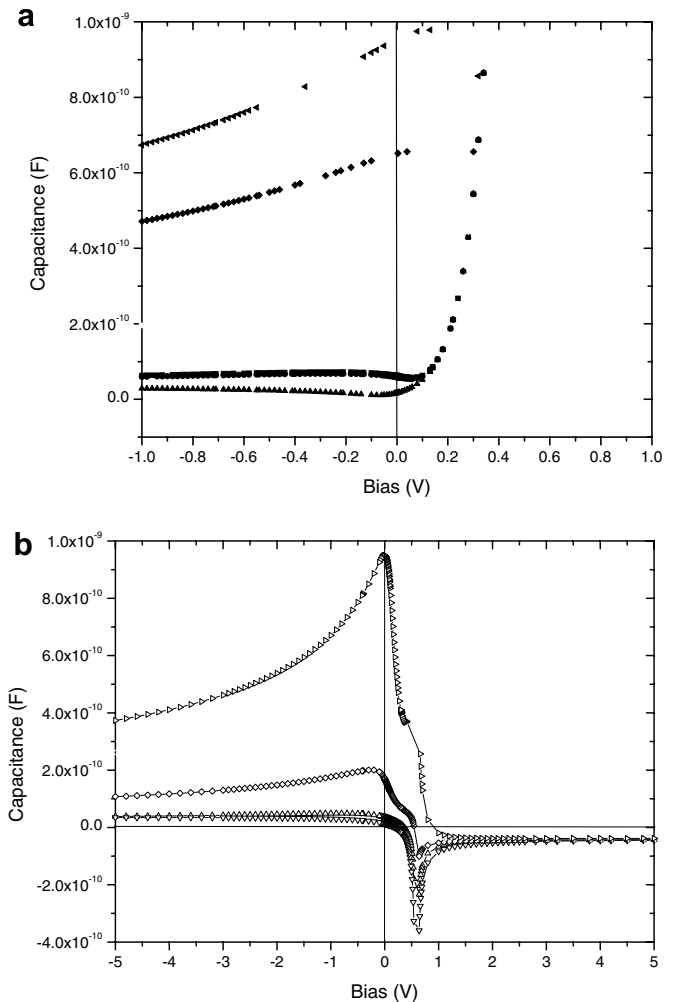 a
1.0x10⁻⁹
8.0x10⁻¹⁰
6.0x10⁻¹⁰
4.0x10⁻¹⁰
2.0x10⁻¹⁰
0.0
Capacitance (F)
-1.0 -0.8 -0.6 -0.4 -0.2 0.0 0.2 0.4 0.6 0.8 1.0
Bias (V)
b
1.0x10⁻⁹
8.0x10⁻¹⁰
6.0x10⁻¹⁰
4.0x10⁻¹⁰
2.0x10⁻¹⁰
0.0
-2.0x10⁻¹⁰
-4.0x10⁻¹⁰
Capacitance (F)
-5 -4 -3 -2 -1 0 1 2 3 4 5
Bias (V)